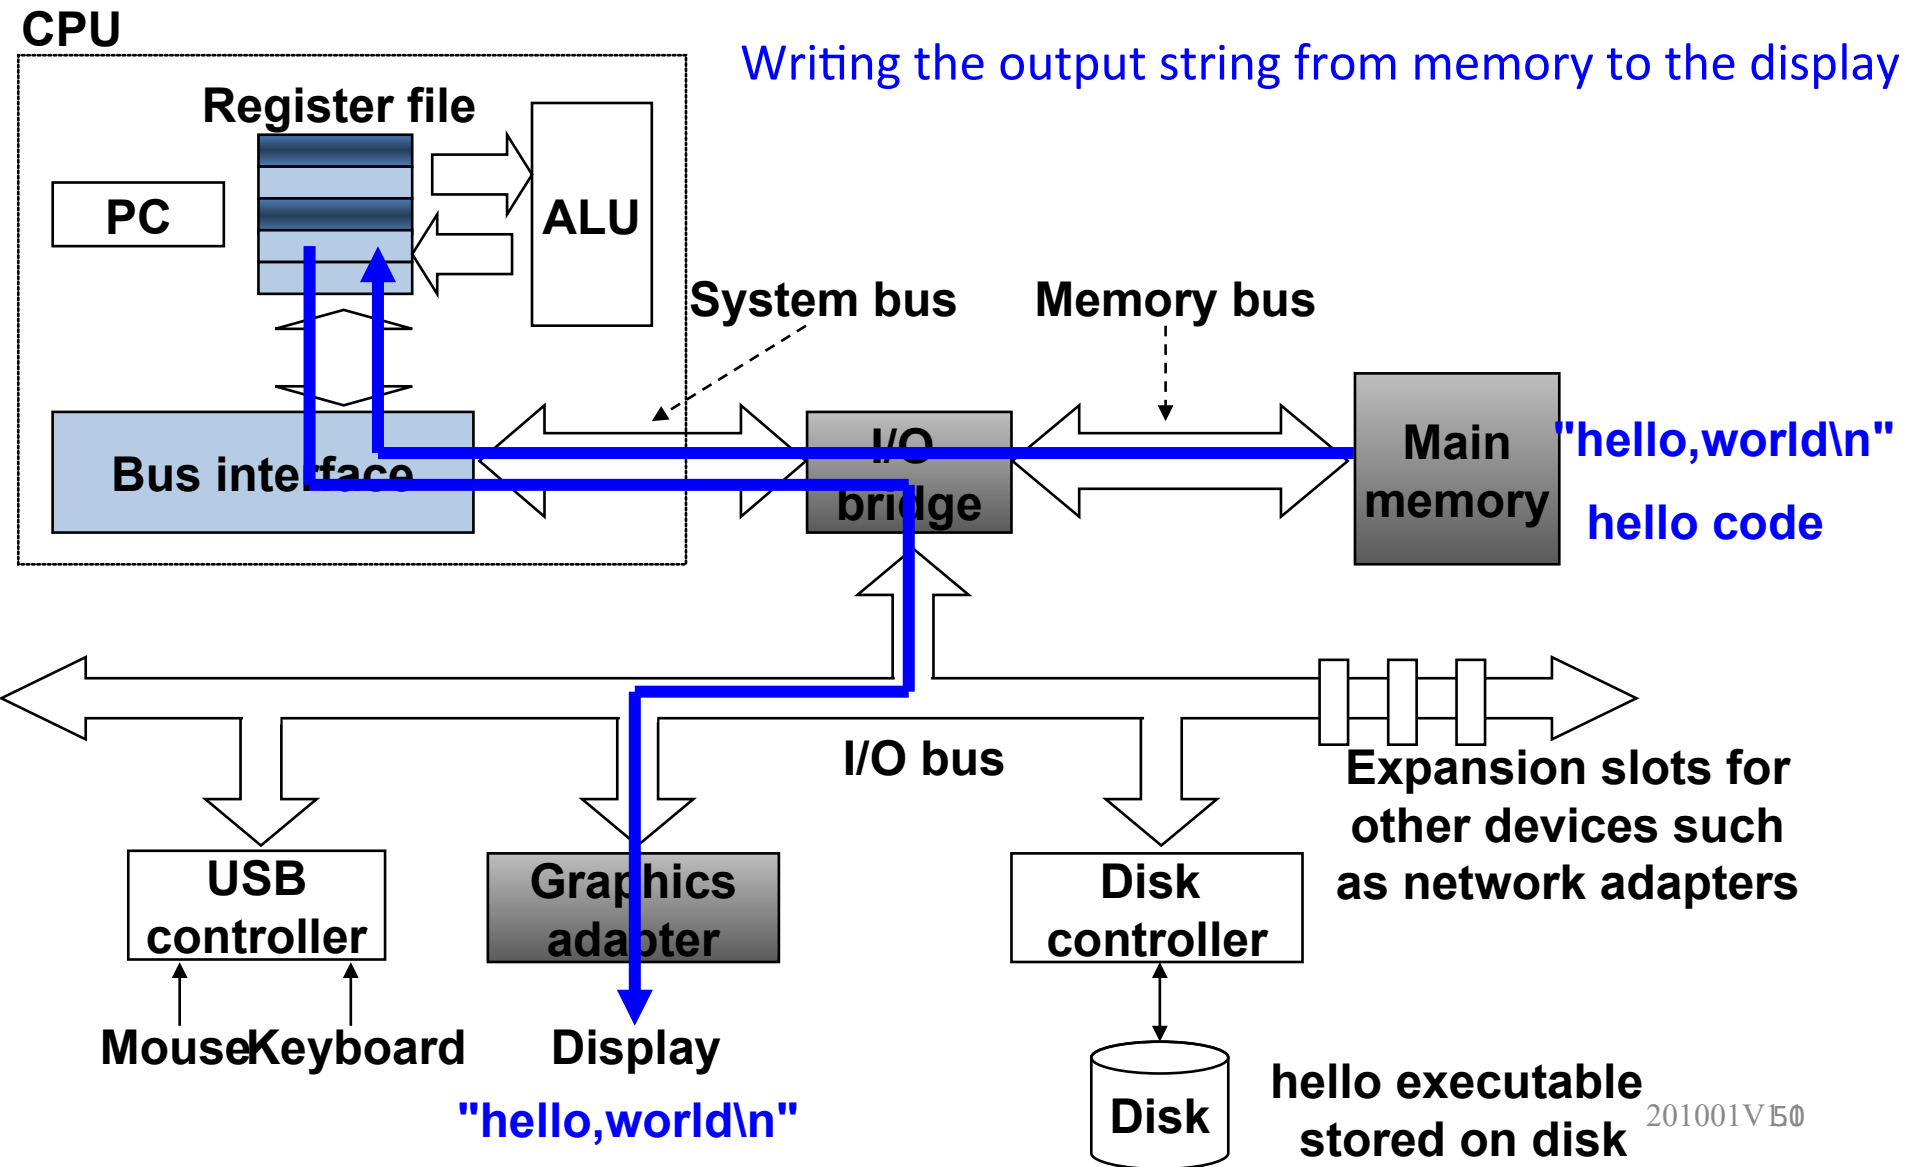 CPU
Writing the output string from memory to the display
Register file
PC
ALU
System bus
Memory bus
Bus interface
I/O
bridge
Main
memory
"hello,world\n"
hello code
I/O bus
Expansion slots for
other devices such
as network adapters
USB
controller
Graphics
adapter
Disk
controller
Mouse
Keyboard
Display
"hello,world\n"
Disk
hello executable
stored on disk